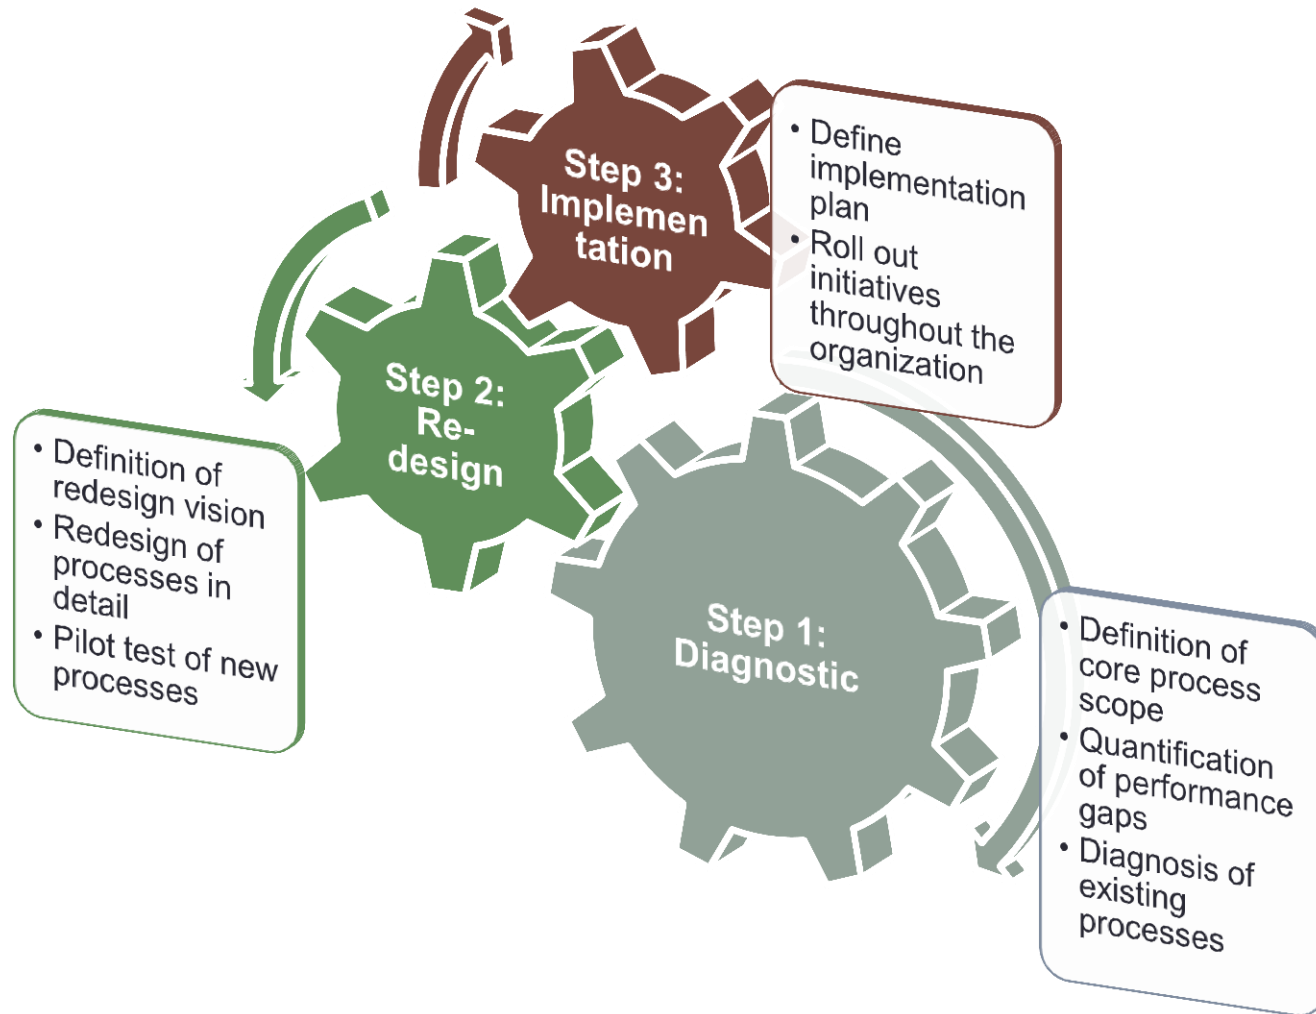 Step 3:
Implemen
tation
• Define
implementation
plan
• Roll out
initiatives
throughout the
organization
Step 2:
Re-
design
• Definition of
redesign vision
• Redesign of
processes in
detail
• Pilot test of new
processes
Step 1:
Diagnostic
• Definition of
core process
scope
• Quantification
of performance
gaps
• Diagnosis of
existing
processes